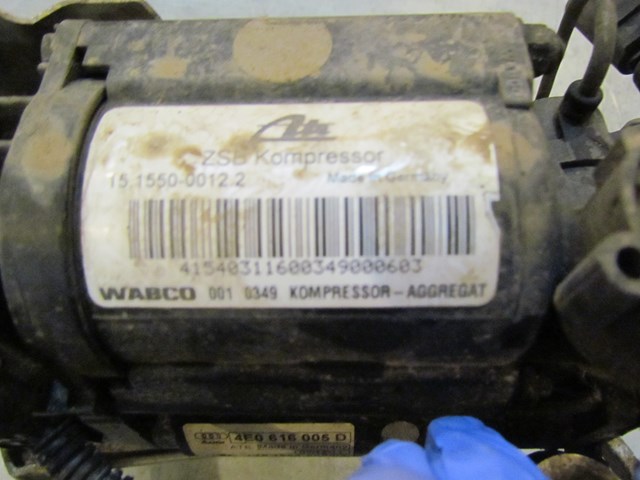 Ate
ZSB Kompressor
15.1550-0012.2 Made in Germany
41540311600349000603
WABCO 001 0349 KOMPRESSOR-AGGREGAT
4E0 616 005 D